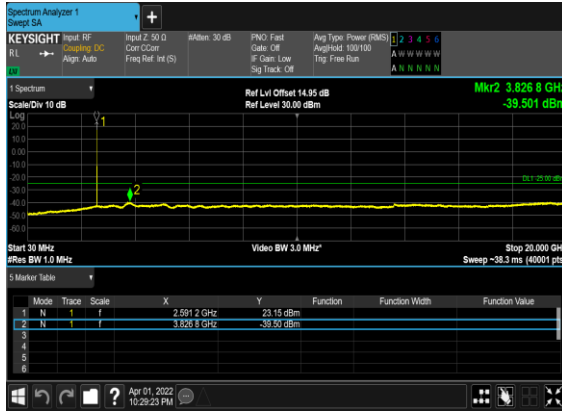 Spectrum Analyzer 1
Swept SA
+
KEYSIGHT Input: RF
RL Coupling: DC
Align: Auto
Input Z: 50 Ω
Corr CCorr
Freq Ref: Int (S)
#Atten: 30 dB
PNO: Fast
Gate: Off
IF Gain: Low
Sig Track: Off
Avg Type: Power (RMS)
Avg|Hold: 100/100
Trig: Free Run
1 2 3 4 5 6
A W W W W W
A N N N N N
1 Spectrum
Scale/Div 10 dB
Ref Lvl Offset 14.95 dB
Ref Level 30.00 dBm
Mkr2 3.826 8 GHz
-39.501 dBm
Log
20.0
10.0
0.00
-10.0
-20.0
-30.0
-40.0
-50.0
-60.0
1
2
DL1 -25.00 dBm
Start 30 MHz
#Res BW 1.0 MHz
Video BW 3.0 MHz*
Stop 20.000 GHz
Sweep ~38.3 ms (40001 pts)
5 Marker Table
Mode Trace Scale X Y Function Function Width Function Value
1 N 1 f 2.591 2 GHz 23.15 dBm
2 N 1 f 3.826 8 GHz -39.50 dBm
3
4
5
6
?
Apr 01, 2022
10:29:23 PM